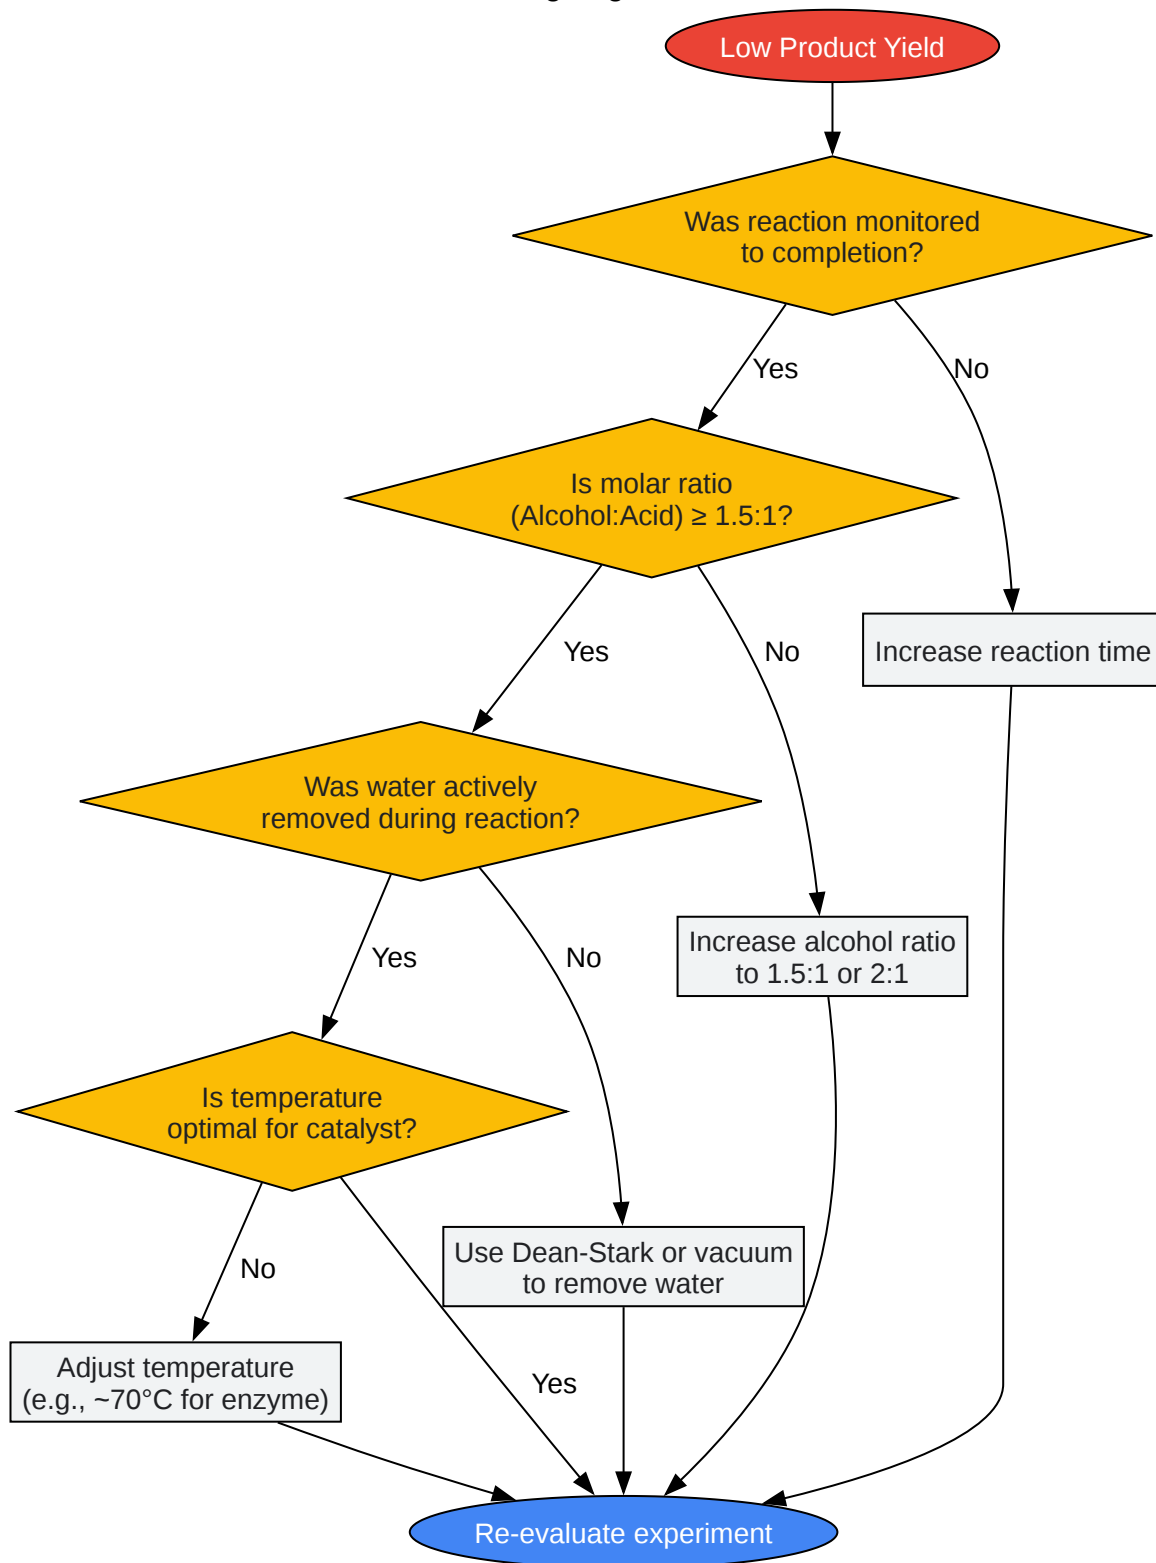 Low Product Yield
Was reaction monitored
to completion?
Yes
No
Is molar ratio
(Alcohol:Acid) ≥ 1.5:1?
Yes
No
Increase reaction time
Was water actively
removed during reaction?
Yes
No
Increase alcohol ratio
to 1.5:1 or 2:1
Is temperature
optimal for catalyst?
No
Use Dean-Stark or vacuum
to remove water
Adjust temperature
(e.g., ~70°C for enzyme)
Yes
Re-evaluate experiment